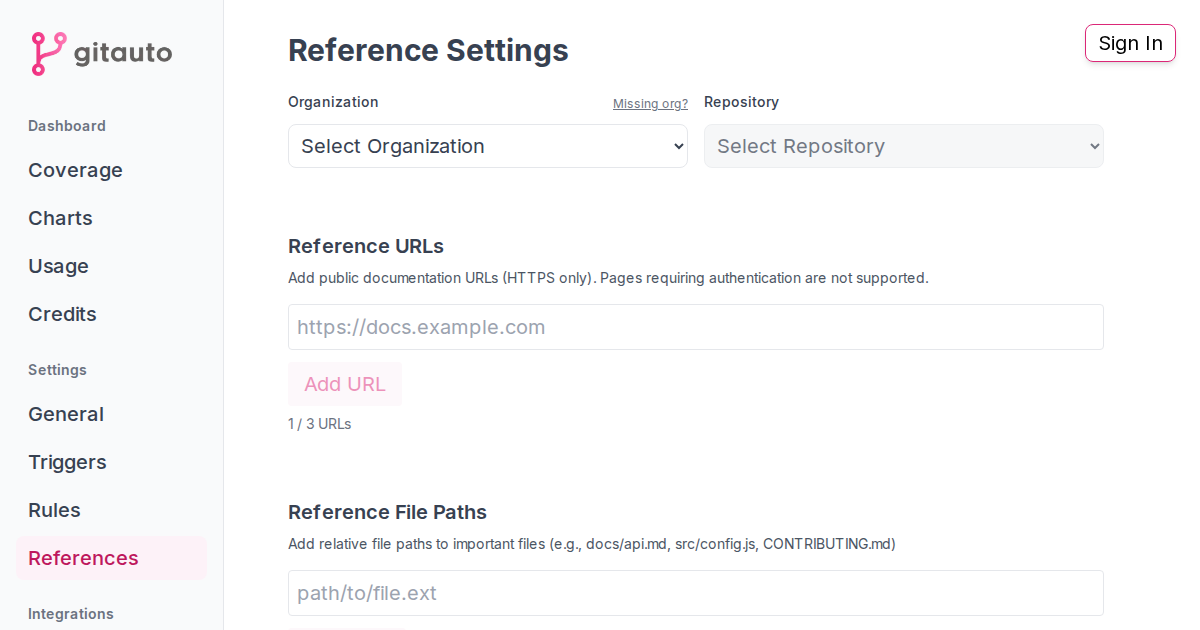 gitauto
Dashboard
Coverage
Charts
Usage
Credits
Settings
General
Triggers
Rules
References
Integrations
Reference Settings
Sign In
Organization
Missing org?
Repository
Select Organization
Select Repository
Reference URLs
Add public documentation URLs (HTTPS only). Pages requiring authentication are not supported.
https://docs.example.com
Add URL
1 / 3 URLs
Reference File Paths
Add relative file paths to important files (e.g., docs/api.md, src/config.js, CONTRIBUTING.md)
path/to/file.ext